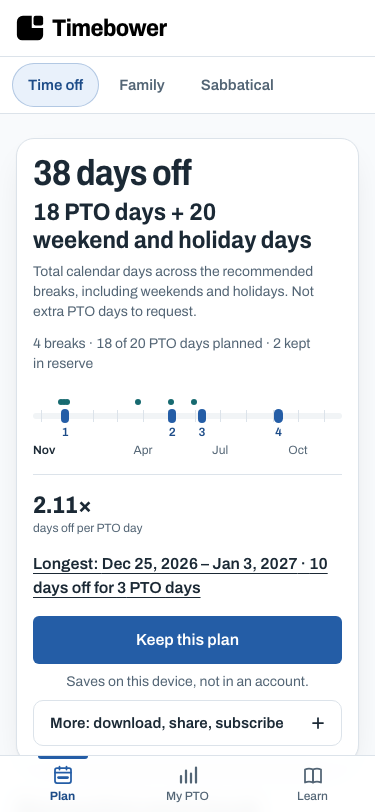 Timebower
Time off
Family
Sabbatical
38 days off
18 PTO days + 20
weekend and holiday days
Total calendar days across the recommended
breaks, including weekends and holidays. Not
extra PTO days to request.
4 breaks · 18 of 20 PTO days planned · 2 kept
in reserve
1 2 3 4
Nov Apr Jul Oct
2.11×
days off per PTO day
Longest: Dec 25, 2026 – Jan 3, 2027 · 10
days off for 3 PTO days
Keep this plan
Saves on this device, not in an account.
More: download, share, subscribe +
Plan
My PTO
Learn